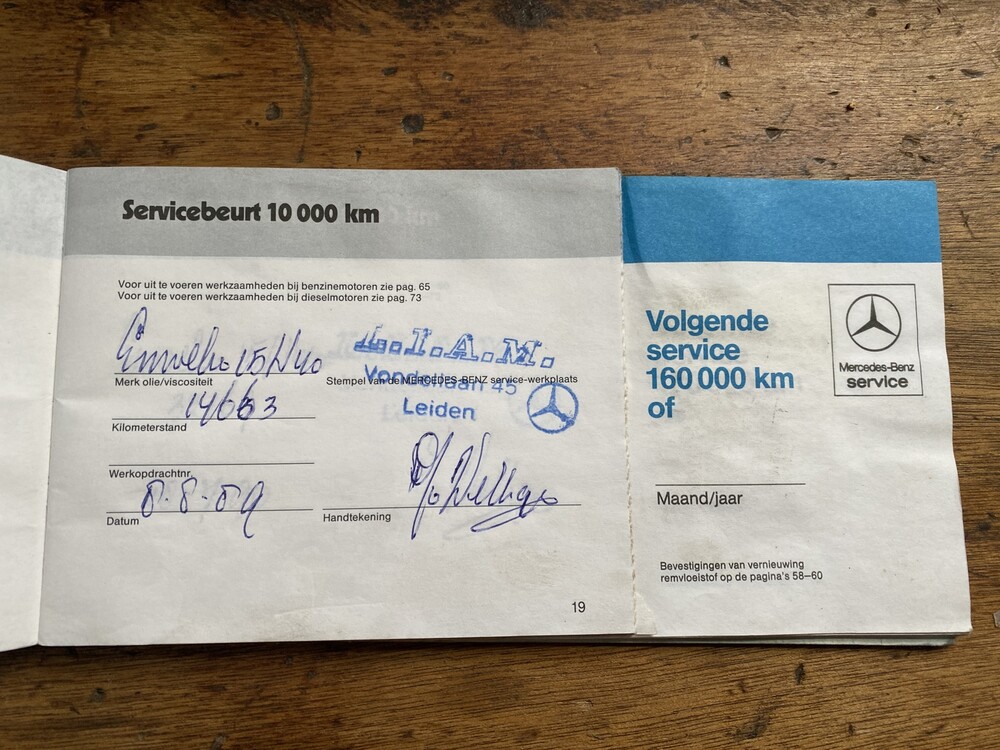 Servicebeurt 10 000 km
Voor uit te voeren werkzaamheden bij benzinemotoren zie pag. 65
Voor uit te voeren werkzaamheden bij dieselmotoren zie pag. 73
15W40
Merk olie/viscositeit
14663
Kilometerstand
Werkopdrachtnr.
8-8-89
Datum
L.I.A.M.
Stempel van de MERCEDES-BENZ service-werkplaats
45
Leiden
Handtekening
19
Volgende
service
160 000 km
of
Mercedes-Benz
service
Maand/jaar
Bevestigingen van vernieuwing
remvloeistof op de pagina's 58–60